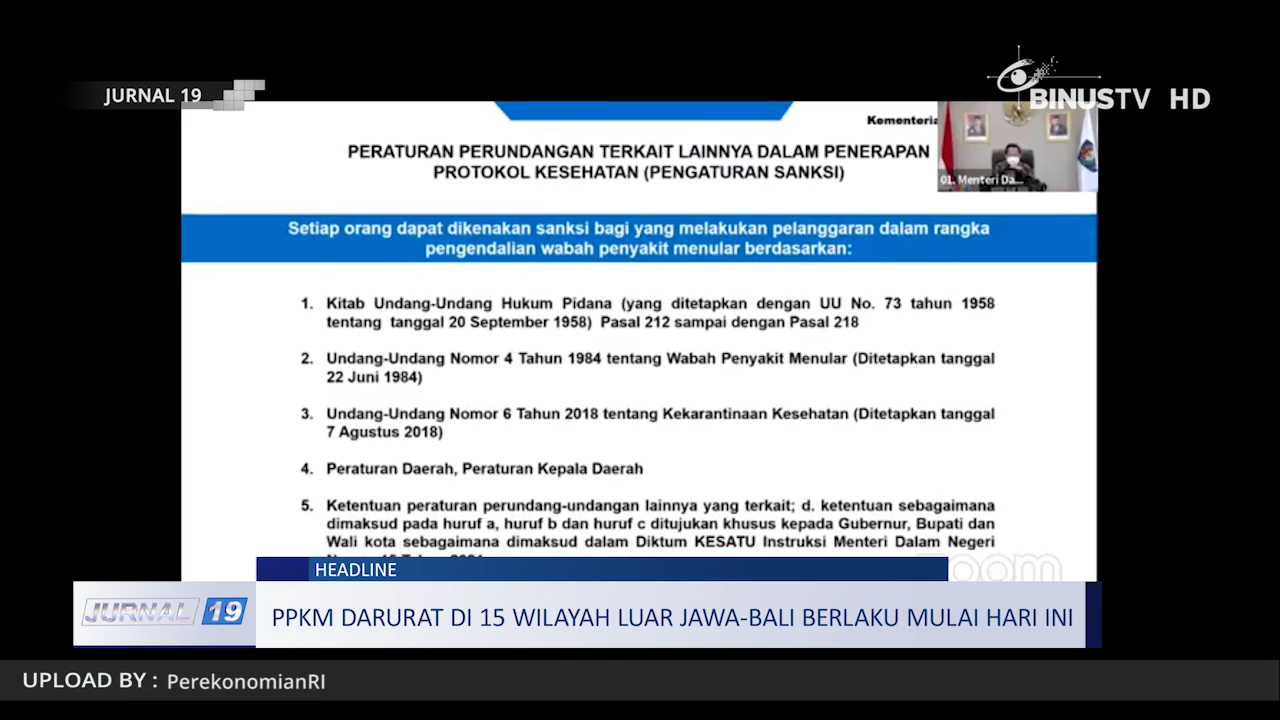 JURNAL 19
BINUSTV HD
Kementeria
PERATURAN PERUNDANGAN TERKAIT LAINNYA DALAM PENERAPAN
PROTOKOL KESEHATAN (PENGATURAN SANKSI)
01. Menteri Da...
Setiap orang dapat dikenakan sanksi bagi yang melakukan pelanggaran dalam rangka
pengendalian wabah penyakit menular berdasarkan:
1. Kitab Undang-Undang Hukum Pidana (yang ditetapkan dengan UU No. 73 tahun 1958
tentang tanggal 20 September 1958) Pasal 212 sampai dengan Pasal 218
2. Undang-Undang Nomor 4 Tahun 1984 tentang Wabah Penyakit Menular (Ditetapkan tanggal
22 Juni 1984)
3. Undang-Undang Nomor 6 Tahun 2018 tentang Kekarantinaan Kesehatan (Ditetapkan tanggal
7 Agustus 2018)
4. Peraturan Daerah, Peraturan Kepala Daerah
5. Ketentuan peraturan perundang-undangan lainnya yang terkait; d. ketentuan sebagaimana
dimaksud pada huruf a, huruf b dan huruf c ditujukan khusus kepada Gubernur, Bupati dan
Wali kota sebagaimana dimaksud dalam Diktum KESATU Instruksi Menteri Dalam Negeri
zoom
HEADLINE
JURNAL 19
PPKM DARURAT DI 15 WILAYAH LUAR JAWA-BALI BERLAKU MULAI HARI INI
UPLOAD BY : PerekonomianRI